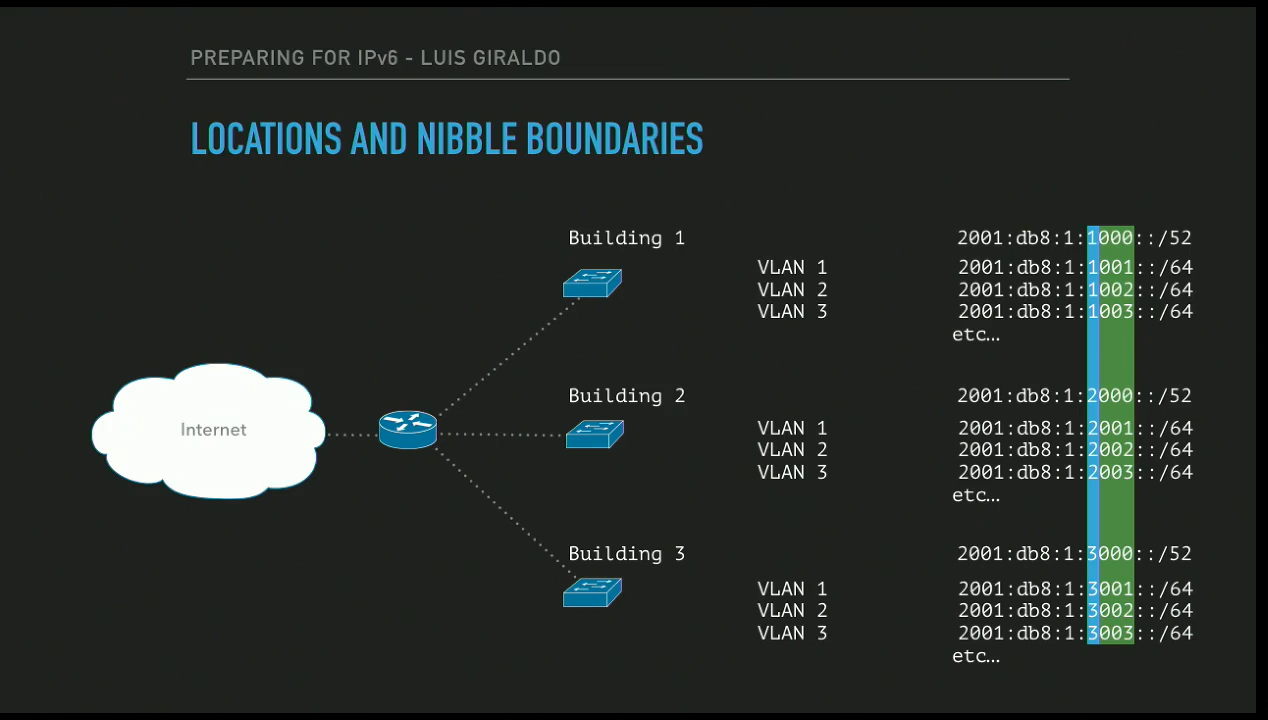 PREPARING FOR IPv6 - LUIS GIRALDO
LOCATIONS AND NIBBLE BOUNDARIES
Internet
Building 1 2001:db8:1:1000::/52
VLAN 1 2001:db8:1:1001::/64
VLAN 2 2001:db8:1:1002::/64
VLAN 3 2001:db8:1:1003::/64
etc...
Building 2 2001:db8:1:2000::/52
VLAN 1 2001:db8:1:2001::/64
VLAN 2 2001:db8:1:2002::/64
VLAN 3 2001:db8:1:2003::/64
etc...
Building 3 2001:db8:1:3000::/52
VLAN 1 2001:db8:1:3001::/64
VLAN 2 2001:db8:1:3002::/64
VLAN 3 2001:db8:1:3003::/64
etc...